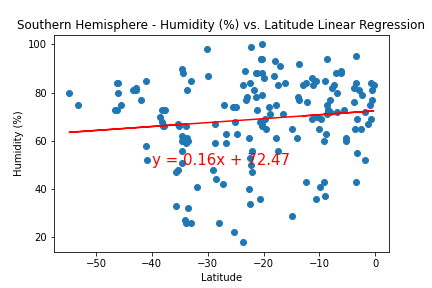 Southern Hemisphere - Humidity (%) vs. Latitude Linear Regression
100
80
60
40
20
Humidity (%)
y = 0.16x + 72.47
−50
−40
−30
−20
−10
0
Latitude